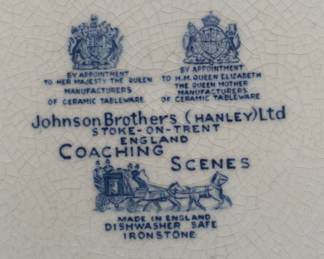 BY APPOINTMENT
TO HER MAJESTY THE QUEEN
MANUFACTURERS
OF CERAMIC TABLEWARE
BY APPOINTMENT
TO H.M. QUEEN ELIZABETH
THE QUEEN MOTHER
MANUFACTURERS
OF CERAMIC TABLEWARE
Johnson Brothers (HANLEY) Ltd
STOKE-ON-TRENT
ENGLAND
COACHING SCENES
MADE IN ENGLAND
DISHWASHER SAFE
IRONSTONE